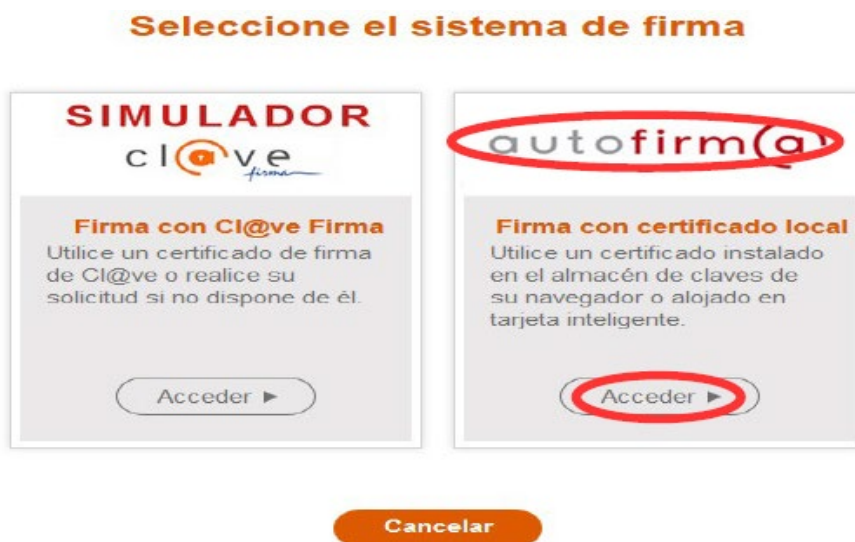 Seleccione el sistema de firma
SIMULADOR
cl@ve
firma
Firma con Cl@ve Firma
Utilice un certificado de firma
de Cl@ve o realice su
solicitud si no dispone de él.
Acceder ►
autofirm(a)
Firma con certificado local
Utilice un certificado instalado
en el almacén de claves de
su navegador o alojado en
tarjeta inteligente.
Acceder ►
Cancelar